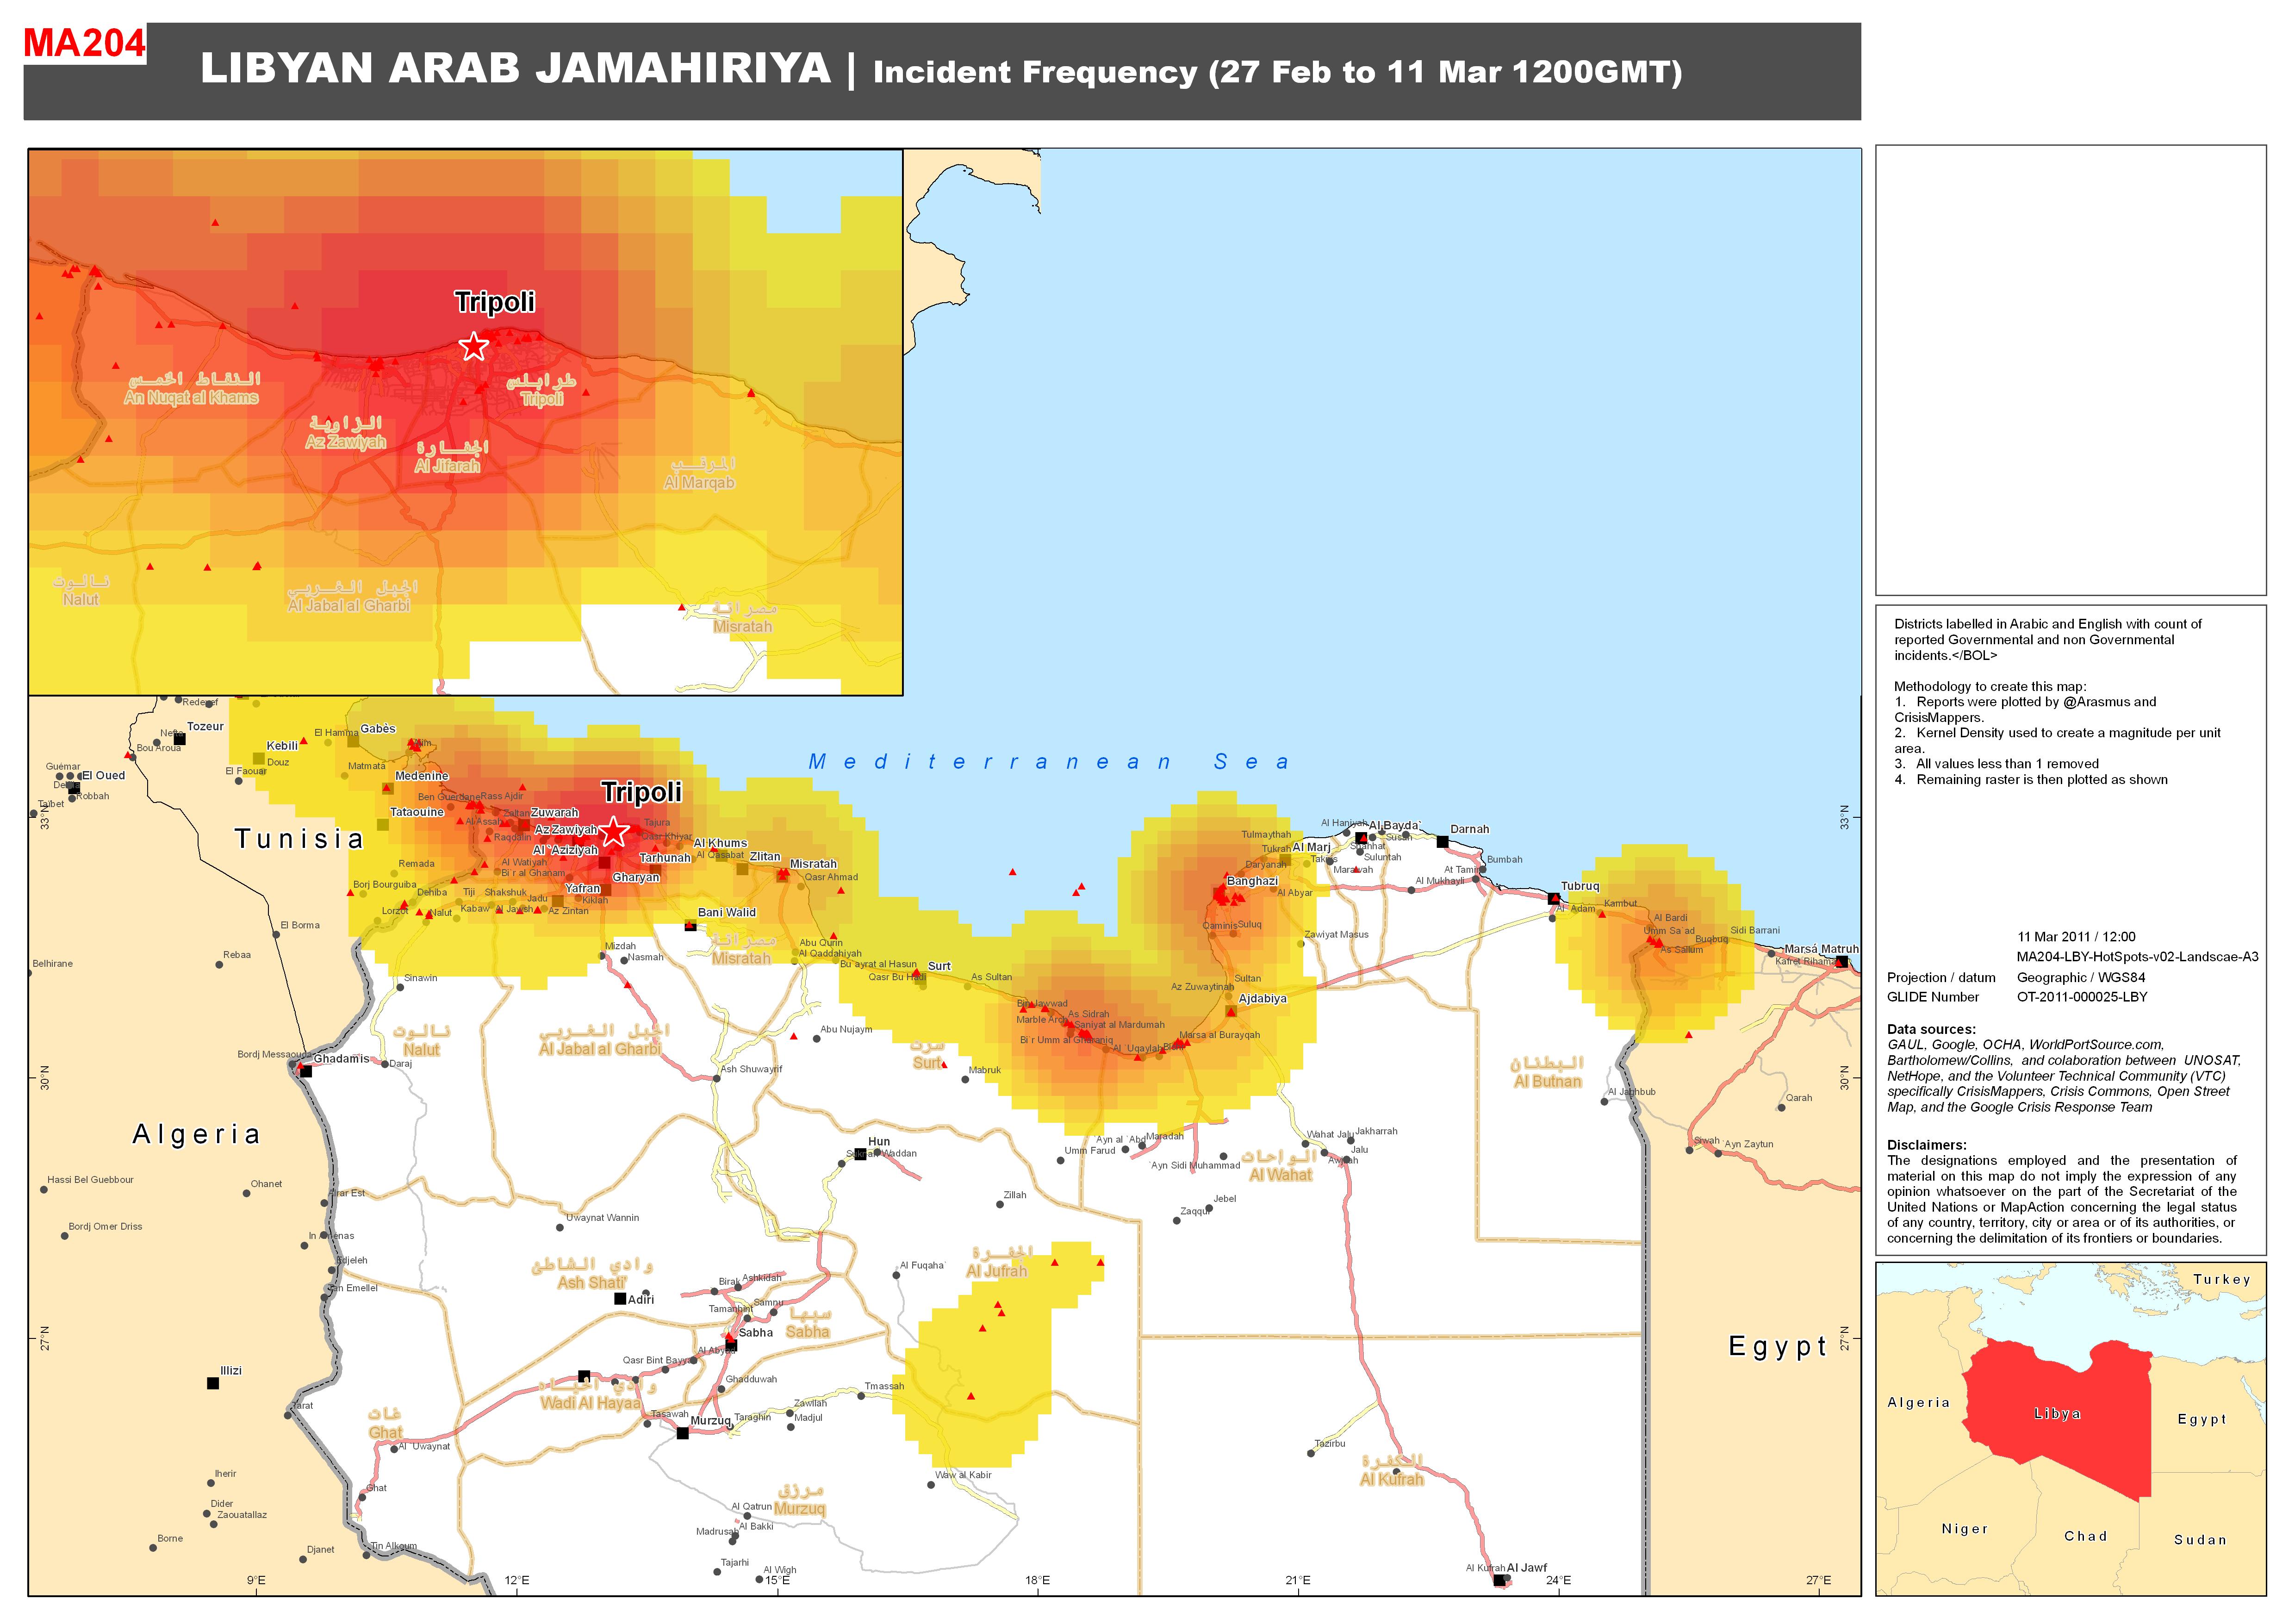 MA204
LIBYAN ARAB JAMAHIRIYA | Incident Frequency (27 Feb to 11 Mar 1200GMT)
Tripoli
النقاط الخمس
An Nuqat al Khams
طرابلس
Tripoli
الزاوية
Az Zawiyah
الجفارة
Al Jifarah
المرقب
Al Marqab
نالوت
Nalut
الجبل الغربي
Al Jabal al Gharbi
مصراتة
Misratah
Mediterranean Sea
Redeyef
Tozeur
Nefta
Bou Aroua
Guémar
El Oued
Robbah
Taibet
Kebili
Douz
El Faouar
El Hamma
Gabès
Matmata
Medenine
Ben Guerdane
Rass Ajdir
Tataouine
Zuwarah
Zaltan
Al Assah
Raqdalin
Az Zawiyah
Tripoli
Tajura
Qasr Khiyar
Al Khums
Al Qasabat
Al `Aziziyah
Tarhunah
Zlitan
Misratah
Qasr Ahmad
Tunisia
Remada
Al Watiyah
Bi'r al Ghanam
Gharyan
Borj Bourguiba
Dehiba
Tiji
Shakshuk
Jadu
Yafran
Kiklah
Lorzot
Nalut
Kabaw
Al Jawsh
Az Zintan
Bani Walid
El Borma
Rebaa
Belhirane
Sinawin
Mizdah
Nasmah
مصراتة
Misratah
Abu Qurin
Al Qaddahiyah
Bu'ayrat al Hasun
Qasr Bu Hadi
Surt
As Sultan
Bin Jawwad
Marble Arch
As Sidrah
Saniyat al Mardumah
Bi'r Umm al Gharaniq
Al `Uqaylah
Marsa al Burayqah
Az Zuwaytinah
Sultan
Ajdabiya
Banghazi
Al Abyar
Qaminis
Suluq
Daryanah
Tukrah
Tulmaythah
Al Marj
Taknis
Marawah
Al Haniyah
Al Bayda`
Shahhat
Susah
Suluntah
Darnah
Bumbah
At Tamimi
Al Mukhayli
Zawiyat Masus
Tubruq
Al `Adam
Kambut
Al Bardi
Umm Sa`ad
As Sallum
Buqbuq
Sidi Barrani
Marsá Matruh
Kafret Rihama
Bordj Messaouda
Ghadamis
Daraj
نالوت
Nalut
الجبل الغربي
Al Jabal al Gharbi
Abu Nujaym
Ash Shuwayrif
سرت
Surt
Mabruk
البطنان
Al Butnan
Al Jaghbub
Qarah
Siwah
`Ayn Zaytun
Algeria
Hun
Waddan
Umm Farud
Ayn al `Abd
Maradah
`Ayn Sidi Muhammad
الواحات
Al Wahat
Wahat Jalu
Jakharrah
Awjilah
Jalu
Hassi Bel Guebbour
Ohanet
Bordj Omer Driss
Uwaynat Wannin
Zillah
Jebel
Zaqqut
Edjeleh
وادي الشاطئ
Ash Shati'
Adiri
Birak
Ashkidah
Tamanhint
Samnu
سبها
Sabha
Sabha
Al Fuqaha`
الجفرة
Al Jufrah
Egypt
Illizi
Qasr Bint Bayya
Al Abyad
وادي الحياة
Wadi Al Hayaa
Ghadduwah
Tmassah
Zawilah
Madjul
Tasawah
Murzuq
Taraghin
Tarat
غات
Ghat
Al `Uwaynat
Tazirbu
الكفرة
Al Kufrah
Iherir
Dider
Zaouatallaz
Ghat
مرزق
Murzuq
Waw al Kabir
Al Qatrun
Al Bakki
Madrusah
Borne
Djanet
Tin Alkoum
Tajarhi
Al Wigh
Al Kufrah
Al Jawf
9°E
12°E
15°E
18°E
21°E
24°E
27°E
33°N
30°N
27°N
33°N
30°N
27°N
Districts labelled in Arabic and English with count of
reported Governmental and non Governmental
incidents.</BOL>
Methodology to create this map:
1. Reports were plotted by @Arasmus and
CrisisMappers.
2. Kernel Density used to create a magnitude per unit
area.
3. All values less than 1 removed
4. Remaining raster is then plotted as shown
11 Mar 2011 / 12:00
MA204-LBY-HotSpots-v02-Landscae-A3
Projection / datum Geographic / WGS84
GLIDE Number OT-2011-000025-LBY
Data sources:
GAUL, Google, OCHA, WorldPortSource.com,
Bartholomew/Collins, and colaboration between UNOSAT,
NetHope, and the Volunteer Technical Community (VTC)
specifically CrisisMappers, Crisis Commons, Open Street
Map, and the Google Crisis Response Team
Disclaimers:
The designations employed and the presentation of
material on this map do not imply the expression of any
opinion whatsoever on the part of the Secretariat of the
United Nations or MapAction concerning the legal status
of any country, territory, city or area or of its authorities, or
concerning the delimitation of its frontiers or boundaries.
Turkey
Algeria
Libya
Egypt
Niger
Chad
Sudan